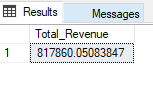 Results Messages
Total_Revenue
1 817860.05083847